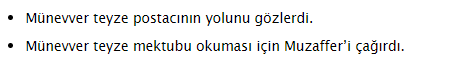 • Münevver teyze postacının yolunu gözlerdi.
• Münevver teyze mektubu okuması için Muzaffer’i çağırdı.